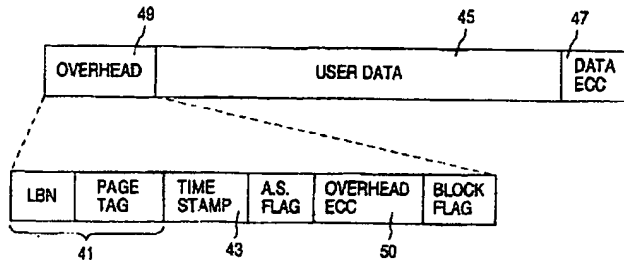 49 45 47
OVERHEAD USER DATA DATA ECC
LBN PAGE TAG TIME STAMP A.S. FLAG OVERHEAD ECC BLOCK FLAG
41 43 50